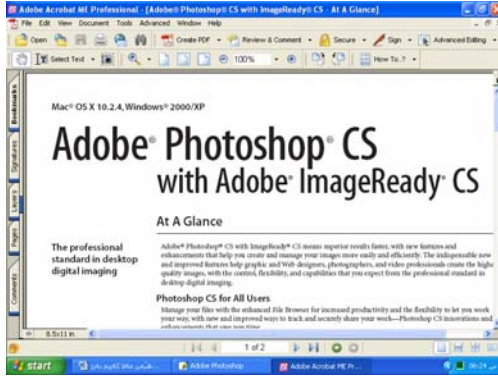 Adobe Acrobat ME Professional - [Adobe® Photoshop® CS with ImageReady® CS - At A Glance]
File Edit View Document Tools Advanced Window Help
Open Create PDF Review & Comment Secure Sign Advanced Editing
Select Text 100% How To..?
Bookmarks
Signatures
Layers
Pages
Comments
Mac® OS X 10.2.4, Windows® 2000/XP
Adobe® Photoshop® CS
with Adobe® ImageReady® CS
At A Glance
The professional
standard in desktop
digital imaging
Adobe® Photoshop® CS with ImageReady® CS means superior results faster, with new features and
enhancements that help you create and manage your images more easily and efficiently. The indispensable new
and improved features help graphic and Web designers, photographers, and video professionals create the highe
quality images, with the control, flexibility, and capabilities that you expect from the professional standard in
desktop digital imaging.
Photoshop CS for All Users
Manage your files with the enhanced File Browser for increased productivity and the flexibility to let you work
your way, with new and improved ways to track and securely share your work—Photoshop CS innovations and
enhancements that save you time
8.5x11 in
1 of 2
start Adobe Photoshop Adobe Acrobat ME Pr... 06:24